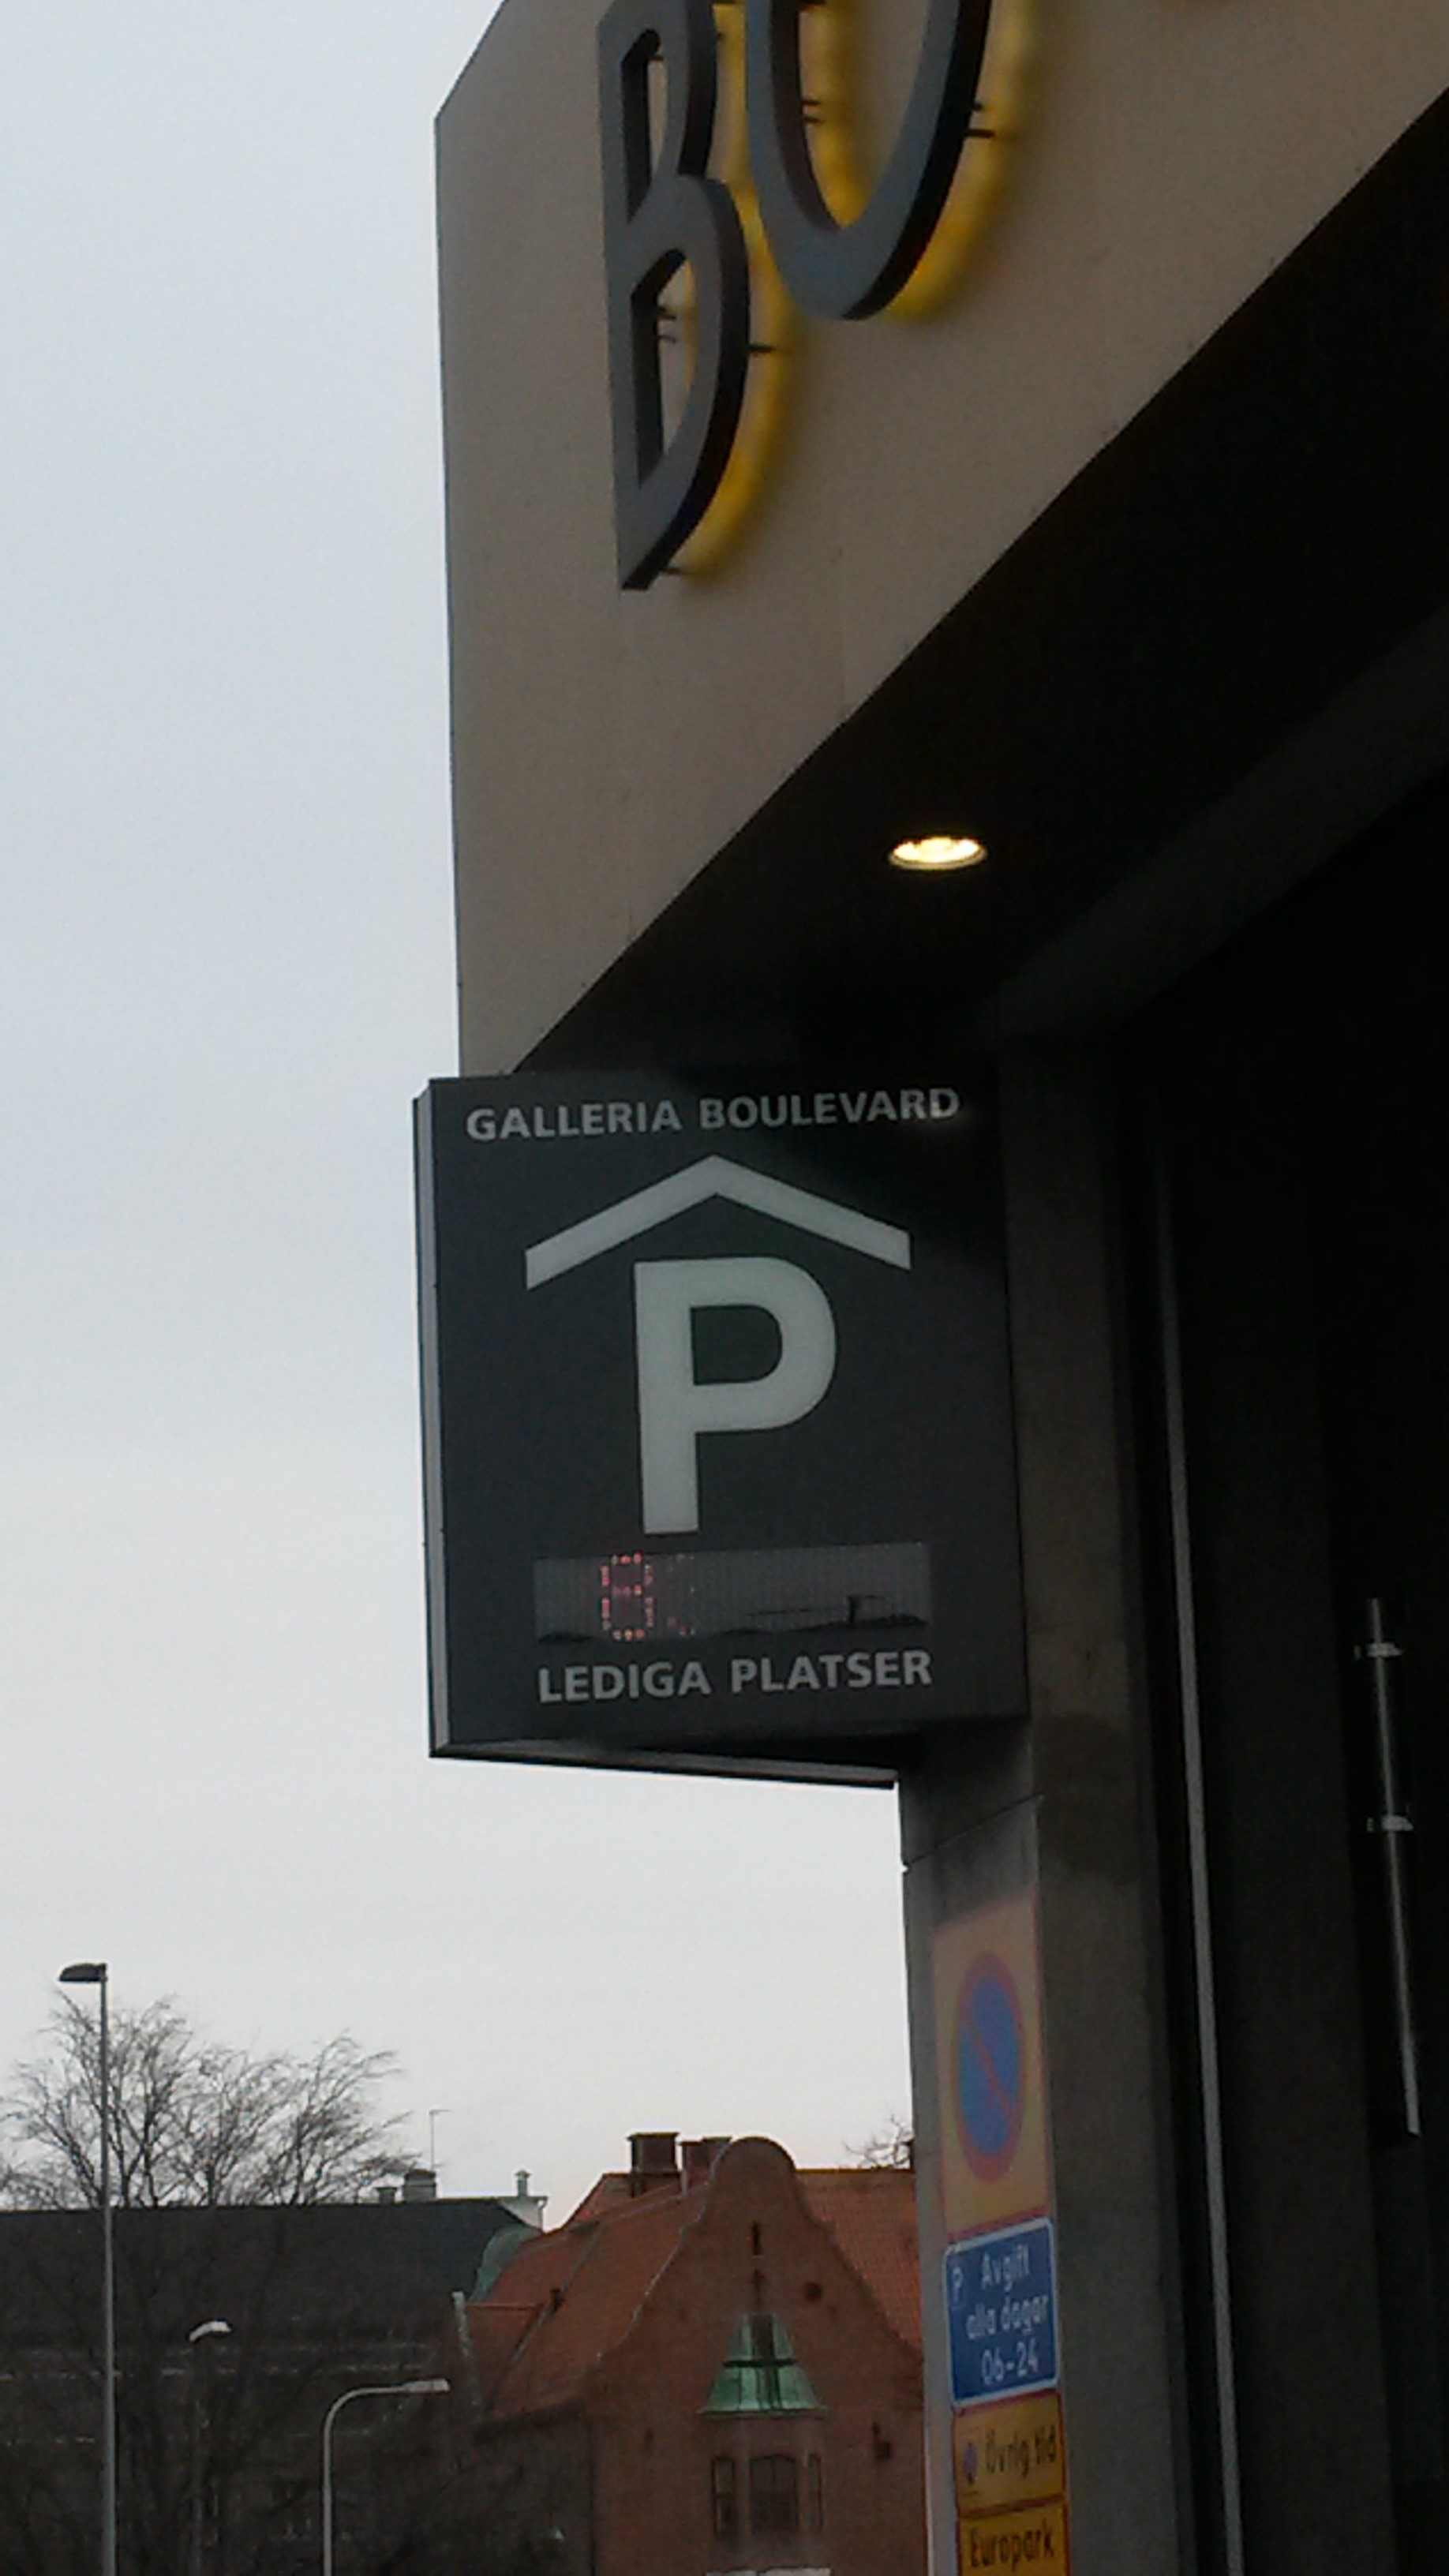 BO
GALLERIA BOULEVARD
P
LEDIGA PLATSER
P Avgift
alla dagar
06-24
Övrig tid
Europark